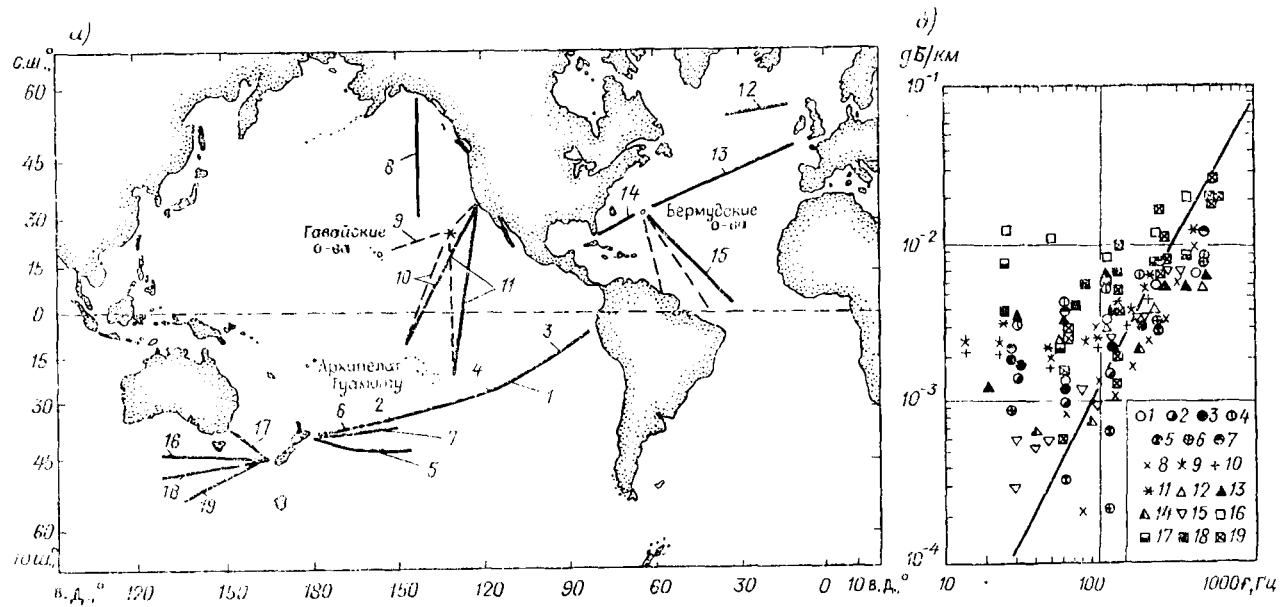 а)
с.ш.,°
60
45
30
15
0
15
30
45
60
ю.ш.,°
в.д.,° 120 150 180 150 120 90 60 30 0 10 в.д.,°
8
9
10
11
12
13
14
15
3
4
1
2
6
7
5
16
17
18
19
Гавайские
о-ва
Бермудские
о-ва
Архипелаг
Туамоту
б)
дБ/км
10⁻¹
10⁻²
10⁻³
10⁻⁴
10 100 1000 f, Гц
○ 1 2 3 4
5 6 7
× 8 9 + 10
11 △ 12 ▲ 13
14 ▽ 15 □ 16
17 18 19